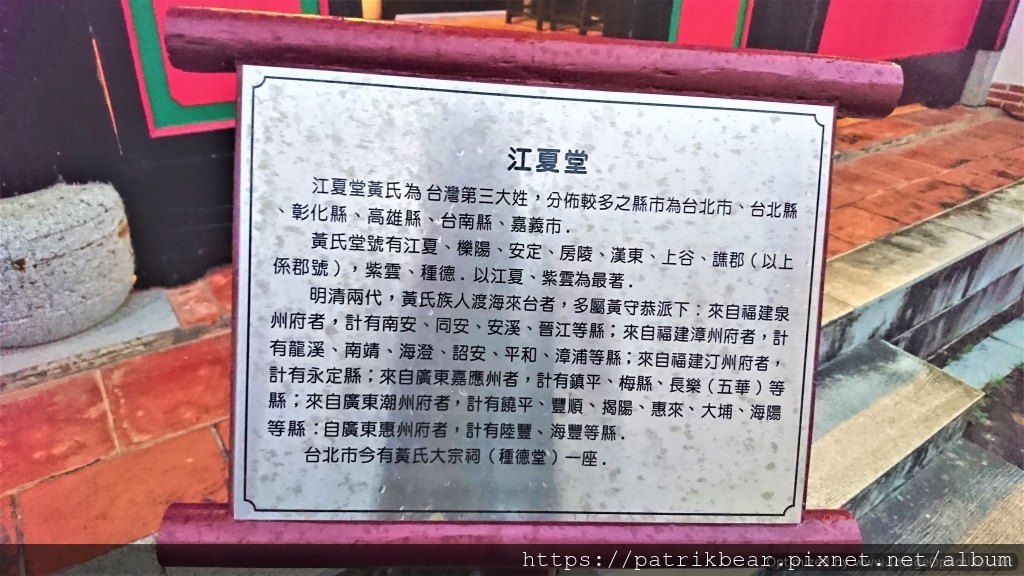 江夏堂
江夏堂黃氏為台灣第三大姓，分佈較多之縣市為台北市、台北縣
、彰化縣、高雄縣、台南縣、嘉義市．
黃氏堂號有江夏、櫟陽、安定、房陵、漢東、上谷、譙郡（以上
係郡號），紫雲、種德．以江夏、紫雲為最著．
明清兩代，黃氏族人渡海來台者，多屬黃守恭派下：來自福建泉
州府者，計有南安、同安、安溪、晉江等縣；來自福建漳州府者，計
有龍溪、南靖、海澄、詔安、平和、漳浦等縣；來自福建汀州府者，
計有永定縣；來自廣東嘉應州者，計有鎮平、梅縣、長樂（五華）等
縣；來自廣東潮州府者，計有饒平、豐順、揭陽、惠來、大埔、海陽
等縣：自廣東惠州府者，計有陸豐、海豐等縣．
台北市今有黃氏大宗祠（種德堂）一座．
https://patrikbear.pixnet.net/album